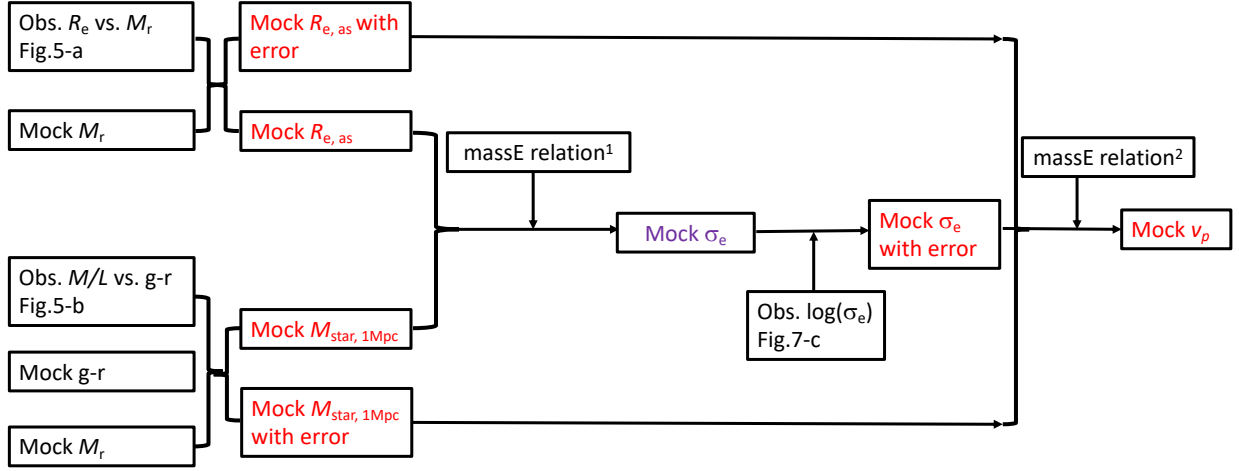 Obs. Re vs. Mr
Fig.5-a
Mock Mr
Mock Re, as with
error
Mock Re, as
massE relation1
Mock σe
Mock σe
with error
massE relation2
Mock vp
Obs. log(σe)
Fig.7-c
Obs. M/L vs. g-r
Fig.5-b
Mock g-r
Mock Mr
Mock Mstar, 1Mpc
Mock Mstar, 1Mpc
with error